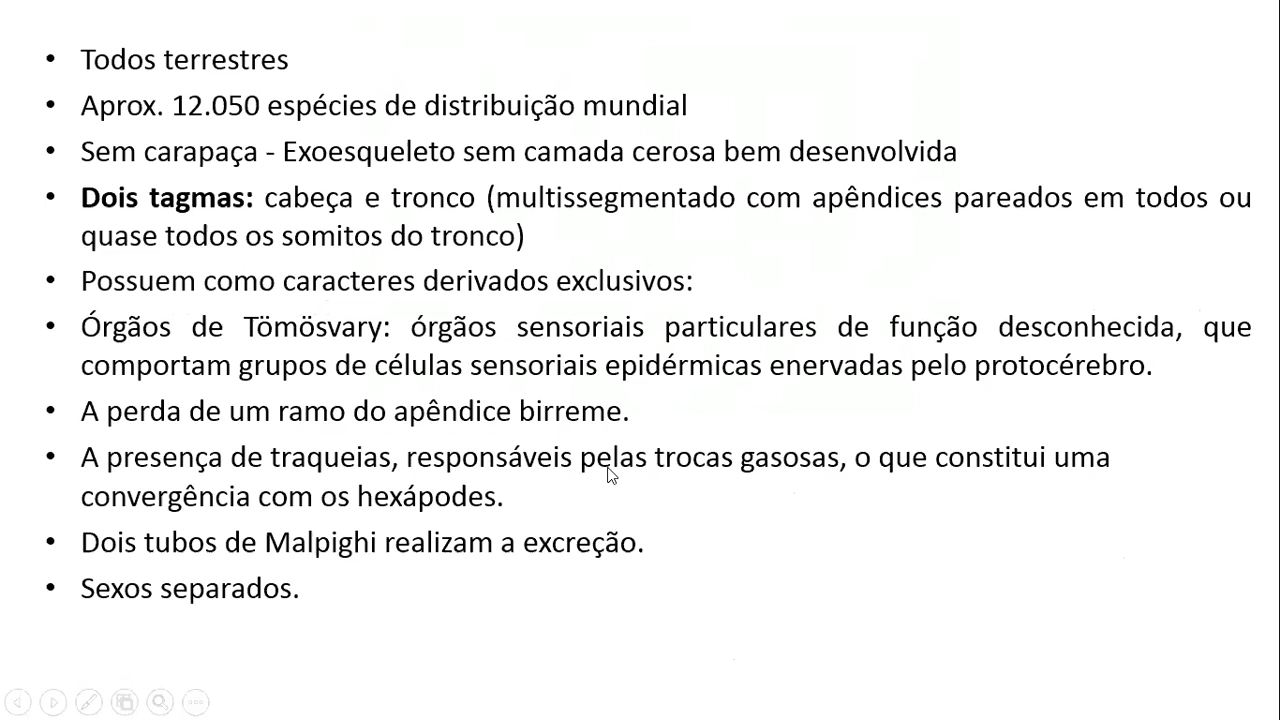 • Todos terrestres
• Aprox. 12.050 espécies de distribuição mundial
• Sem carapaça - Exoesqueleto sem camada cerosa bem desenvolvida
• Dois tagmas: cabeça e tronco (multissegmentado com apêndices pareados em todos ou
quase todos os somitos do tronco)
• Possuem como caracteres derivados exclusivos:
• Órgãos de Tömösvary: órgãos sensoriais particulares de função desconhecida, que
comportam grupos de células sensoriais epidérmicas enervadas pelo protocérebro.
• A perda de um ramo do apêndice birreme.
• A presença de traqueias, responsáveis pelas trocas gasosas, o que constitui uma
convergência com os hexápodes.
• Dois tubos de Malpighi realizam a excreção.
• Sexos separados.